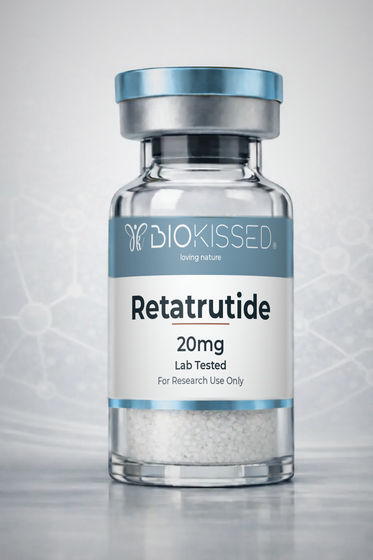 BIOKISSED®
loving nature
Retatrutide
20mg
Lab Tested
For Research Use Only